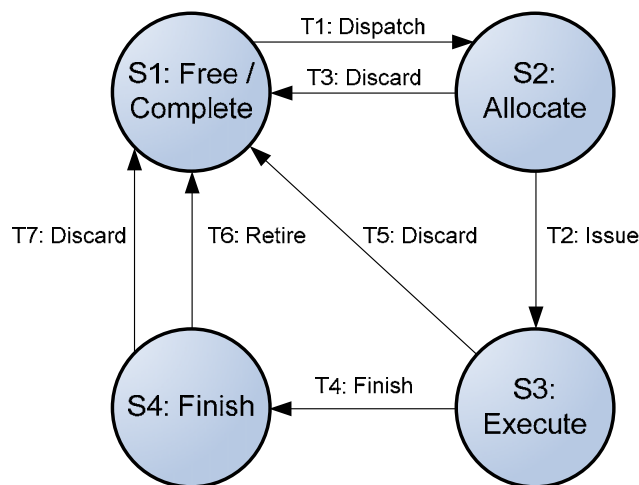 T1: Dispatch
S1: Free /
Complete
T3: Discard
S2:
Allocate
T7: Discard
T6: Retire
T5: Discard
T2: Issue
S4: Finish
T4: Finish
S3:
Execute